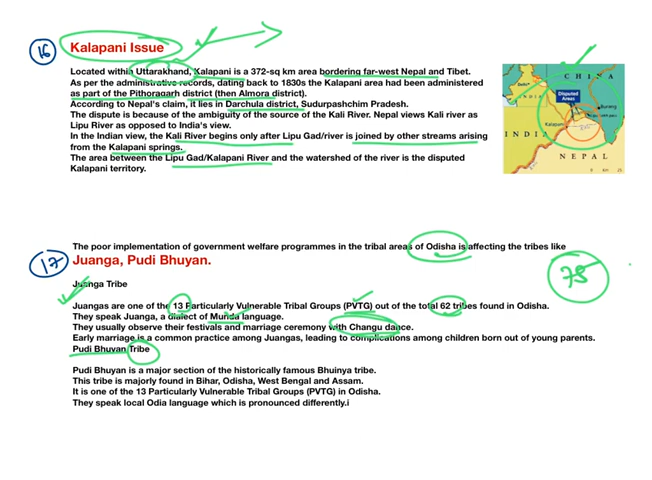 16
Kalapani Issue
Located within Uttarakhand, Kalapani is a 372-sq km area bordering far-west Nepal and Tibet.
As per the administrative records, dating back to 1830s the Kalapani area had been administered
as part of the Pithoragarh district (then Almora district).
According to Nepal's claim, it lies in Darchula district, Sudurpashchim Pradesh.
The dispute is because of the ambiguity of the source of the Kali River. Nepal views Kali river as
Lipu River as opposed to India's view.
In the Indian view, the Kali River begins only after Lipu Gad/river is joined by other streams arising
from the Kalapani springs.
The area between the Lipu Gad/Kalapani River and the watershed of the river is the disputed
Kalapani territory.
CHINA
Disputed
Areas
Kalapani
INDIA
NEPAL
The poor implementation of government welfare programmes in the tribal areas of Odisha is affecting the tribes like
17
Juanga, Pudi Bhuyan.
75
Juanga Tribe
Juangas are one of the 13 Particularly Vulnerable Tribal Groups (PVTG) out of the total 62 tribes found in Odisha.
They speak Juanga, a dialect of Munda language.
They usually observe their festivals and marriage ceremony with Changu dance.
Early marriage is a common practice among Juangas, leading to complications among children born out of young parents.
Pudi Bhuyan Tribe
Pudi Bhuyan is a major section of the historically famous Bhuinya tribe.
This tribe is majorly found in Bihar, Odisha, West Bengal and Assam.
It is one of the 13 Particularly Vulnerable Tribal Groups (PVTG) in Odisha.
They speak local Odia language which is pronounced differently.i